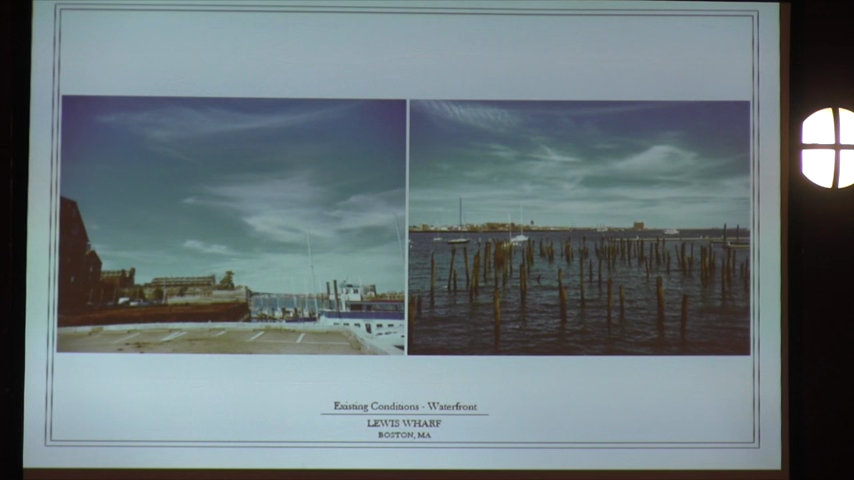 Existing Conditions - Waterfront
LEWIS WHARF
BOSTON, MA